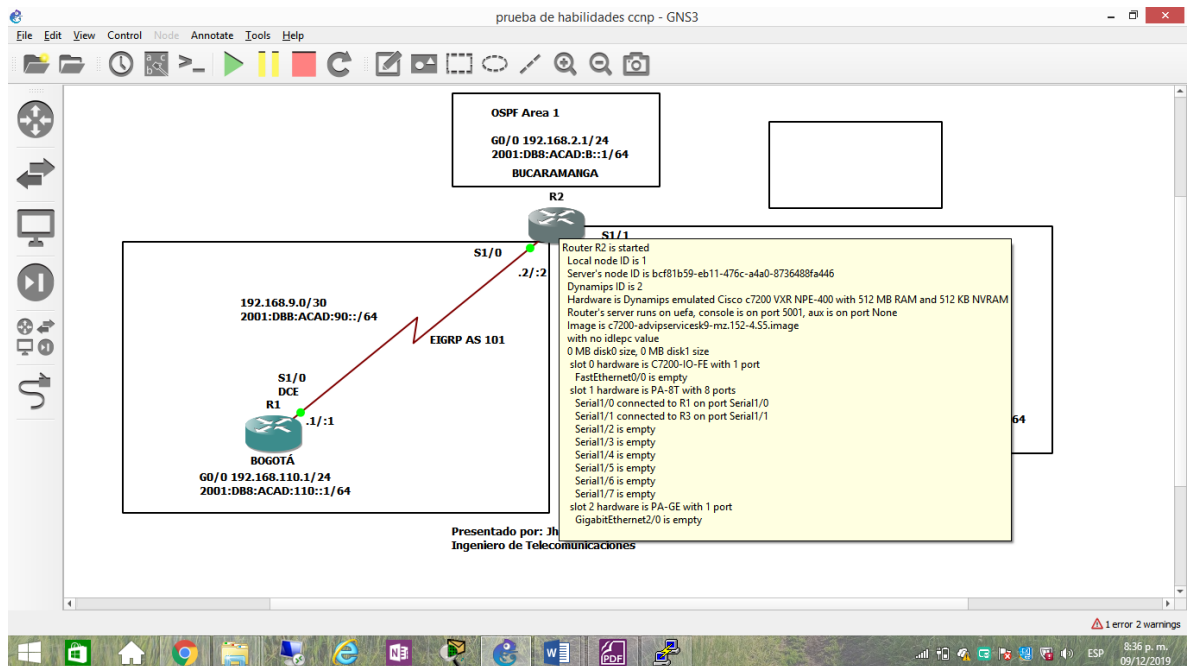 prueba de habilidades ccnp - GNS3
File Edit View Control Node Annotate Tools Help
OSPF Area 1
G0/0 192.168.2.1/24
2001:DB8:ACAD:B::1/64
BUCARAMANGA
R2
S1/1
S1/0
.2/:2
192.168.9.0/30
2001:DBB:ACAD:90::/64
EIGRP AS 101
S1/0
DCE
R1
.1/:1
BOGOTÁ
G0/0 192.168.110.1/24
2001:DB8:ACAD:110::1/64
Router R2 is started
Local node ID is 1
Server's node ID is bcf81b59-eb11-476c-a4a0-8736488fa446
Dynamips ID is 2
Hardware is Dynamips emulated Cisco c7200 VXR NPE-400 with 512 MB RAM and 512 KB NVRAM
Router's server runs on uefa, console is on port 5001, aux is on port None
Image is c7200-advipservicesk9-mz.152-4.S5.image
with no idlepc value
0 MB disk0 size, 0 MB disk1 size
slot 0 hardware is C7200-IO-FE with 1 port
FastEthernet0/0 is empty
slot 1 hardware is PA-8T with 8 ports
Serial1/0 connected to R1 on port Serial1/0
Serial1/1 connected to R3 on port Serial1/1
Serial1/2 is empty
Serial1/3 is empty
Serial1/4 is empty
Serial1/5 is empty
Serial1/6 is empty
Serial1/7 is empty
slot 2 hardware is PA-GE with 1 port
GigabitEthernet2/0 is empty
64
Presentado por: Jh
Ingeniero de Telecomunicaciones
1 error 2 warnings
ESP
8:36 p. m.
09/12/2019